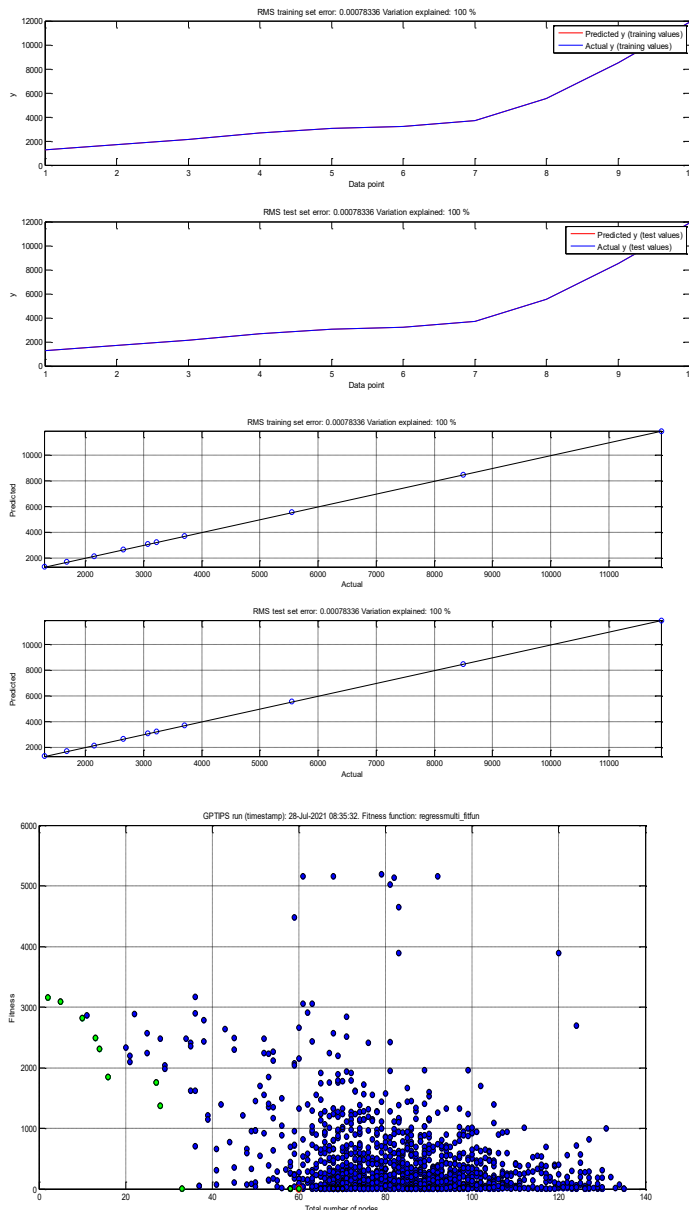 RMS training set error: 0.00078336 Variation explained: 100 %
12000
10000
8000
6000
4000
2000
0
y
Predicted y (training values)
Actual y (training values)
1 2 3 4 5 6 7 8 9 1
Data point
RMS test set error: 0.00078336 Variation explained: 100 %
12000
10000
8000
6000
4000
2000
0
y
Predicted y (test values)
Actual y (test values)
1 2 3 4 5 6 7 8 9 1
Data point
RMS training set error: 0.00078336 Variation explained: 100 %
10000
8000
6000
4000
2000
Predicted
2000 3000 4000 5000 6000 7000 8000 9000 10000 11000
Actual
RMS test set error: 0.00078336 Variation explained: 100 %
10000
8000
6000
4000
2000
Predicted
2000 3000 4000 5000 6000 7000 8000 9000 10000 11000
Actual
GPTIPS run (timestamp): 28-Jul-2021 08:35:32. Fitness function: regressmulti_fitfun
6000
5000
4000
3000
2000
1000
0
Fitness
0 20 40 60 80 100 120 140
Total number of nodes